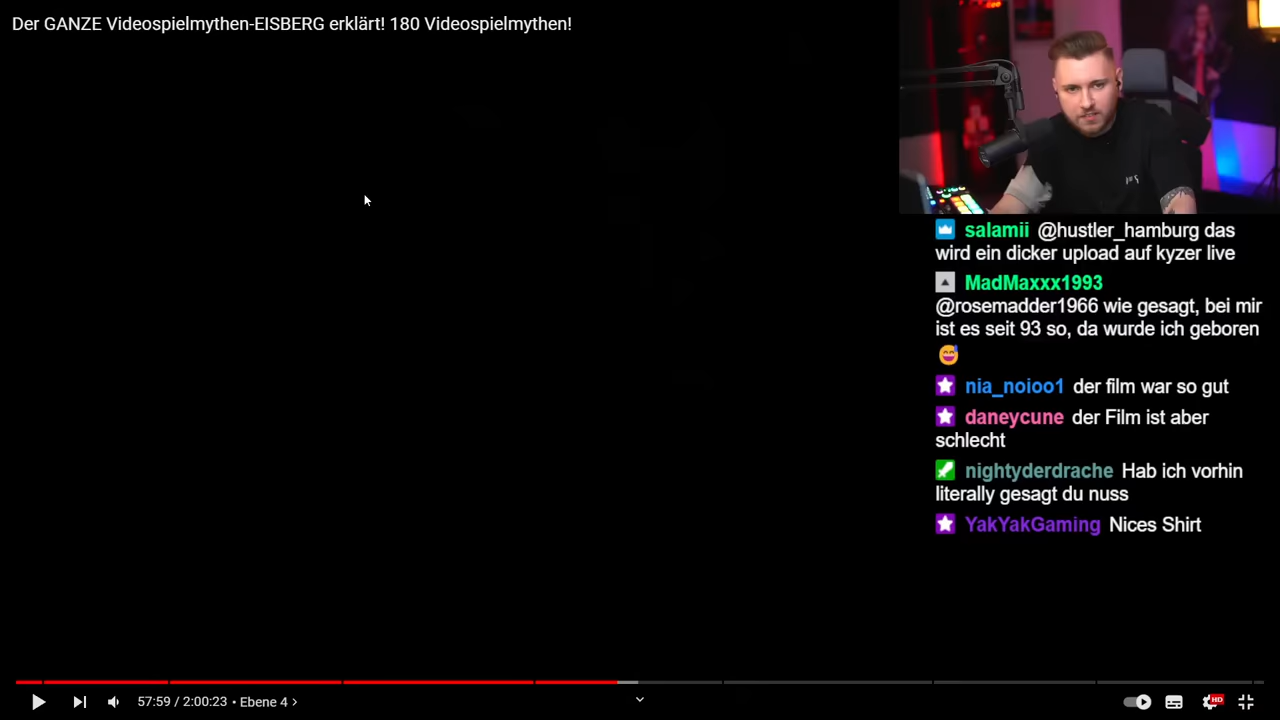 Der GANZE Videospielmythen-EISBERG erklärt! 180 Videospielmythen!
salamii @hustler_hamburg das
wird ein dicker upload auf kyzer live
MadMaxxx1993
@rosemadder1966 wie gesagt, bei mir
ist es seit 93 so, da wurde ich geboren
😅
nia_noioo1 der film war so gut
daneycune der Film ist aber
schlecht
nightyderdrache Hab ich vorhin
literally gesagt du nuss
YakYakGaming Nices Shirt
57:59 / 2:00:23 • Ebene 4 >
HD